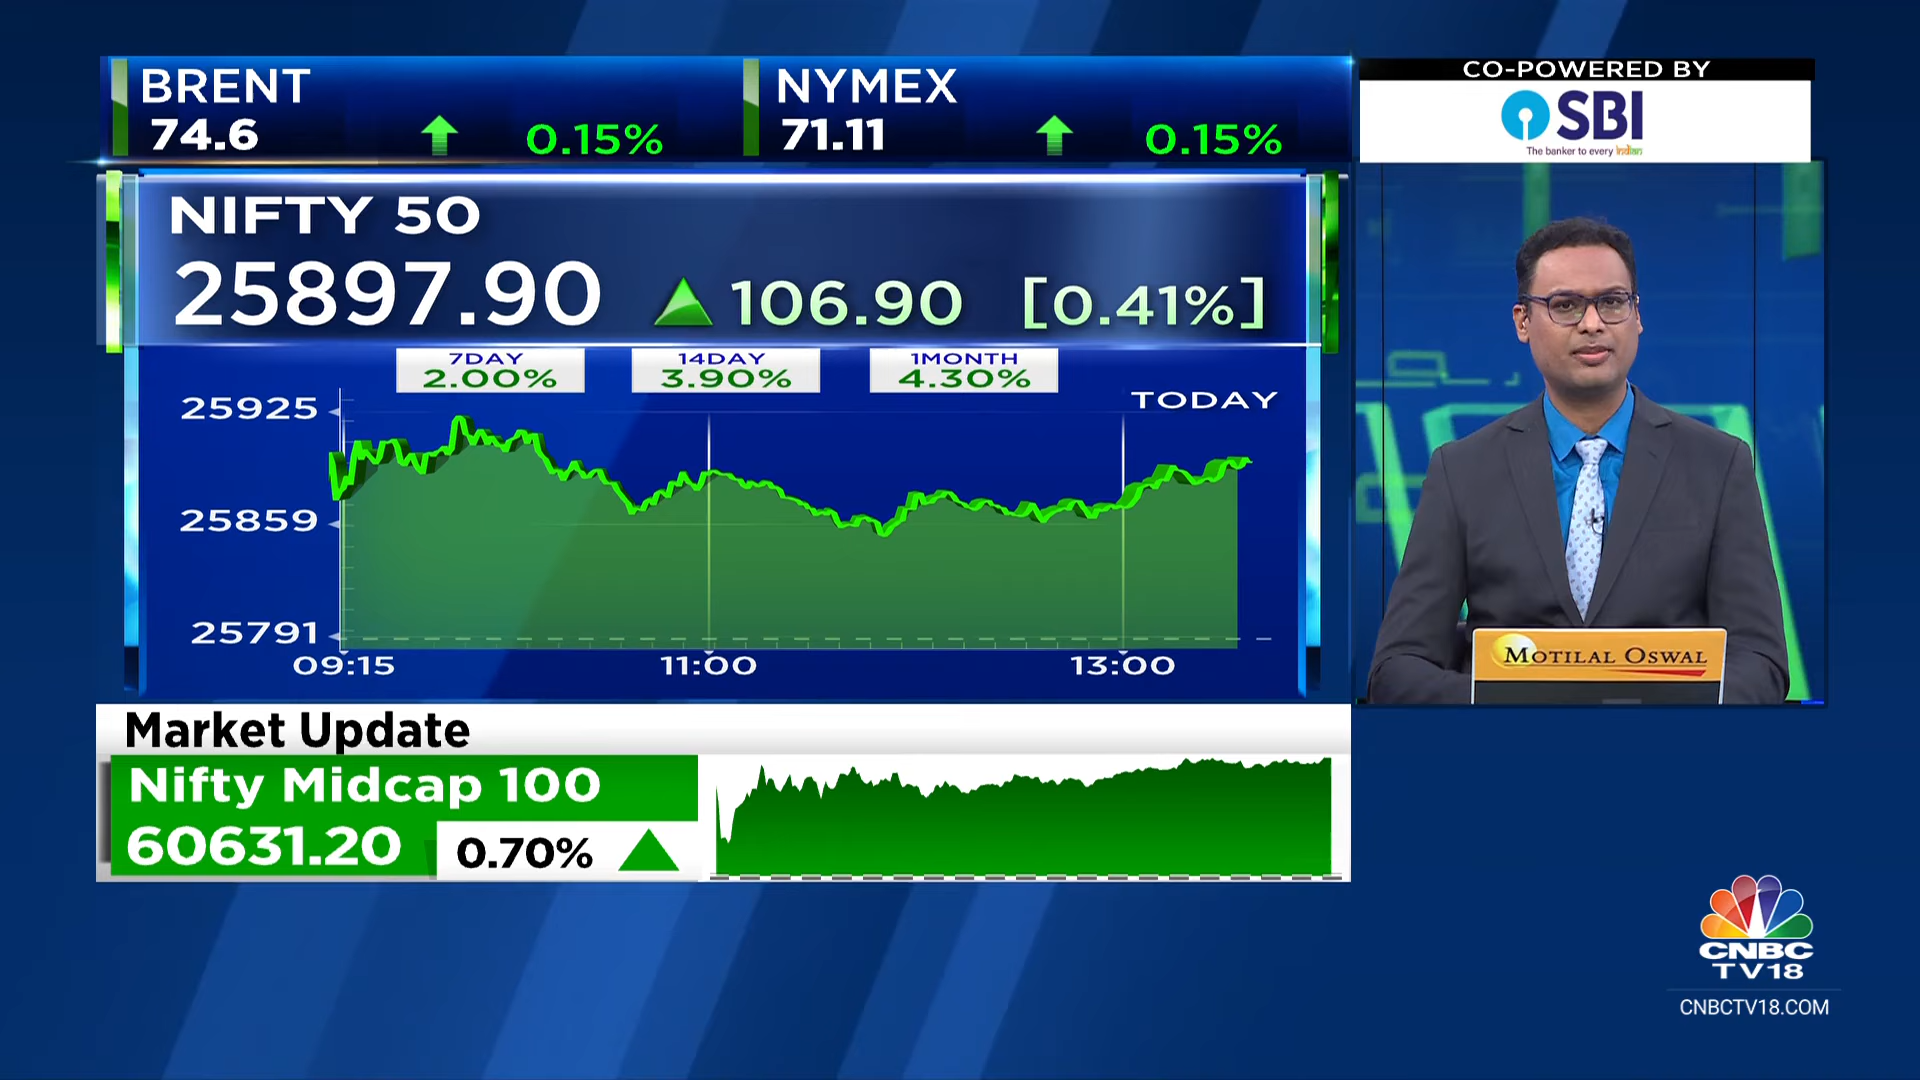 BRENT
74.6 0.15%
NYMEX
71.11 0.15%
CO-POWERED BY
SBI
The banker to every Indian
NIFTY 50
25897.90 106.90 [0.41%]
7DAY
2.00%
14DAY
3.90%
1MONTH
4.30%
TODAY
25925
25859
25791
09:15 11:00 13:00
MOTILAL OSWAL
Market Update
Nifty Midcap 100
60631.20 0.70%
CNBC
TV18
CNBCTV18.COM